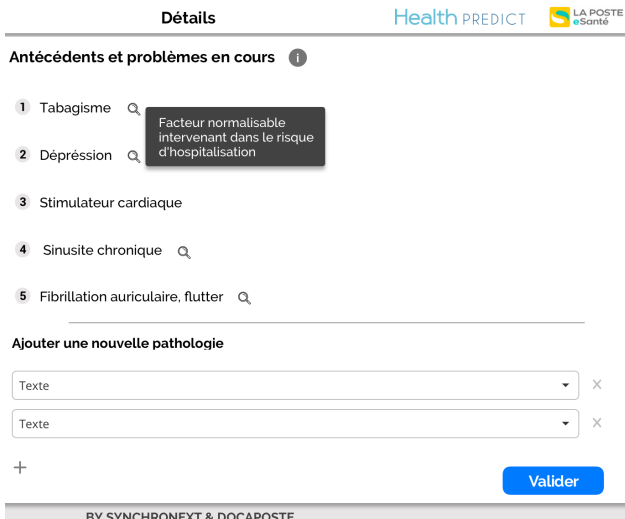 Détails
Health PREDICT
LA POSTE
eSanté
Antécédents et problèmes en cours i
1 Tabagisme
Facteur normalisable
intervenant dans le risque
d'hospitalisation
2 Dépréssion
3 Stimulateur cardiaque
4 Sinusite chronique
5 Fibrillation auriculaire, flutter
Ajouter une nouvelle pathologie
Texte
Texte
Valider
BY SYNCHRONEXT & DOCAPOSTE